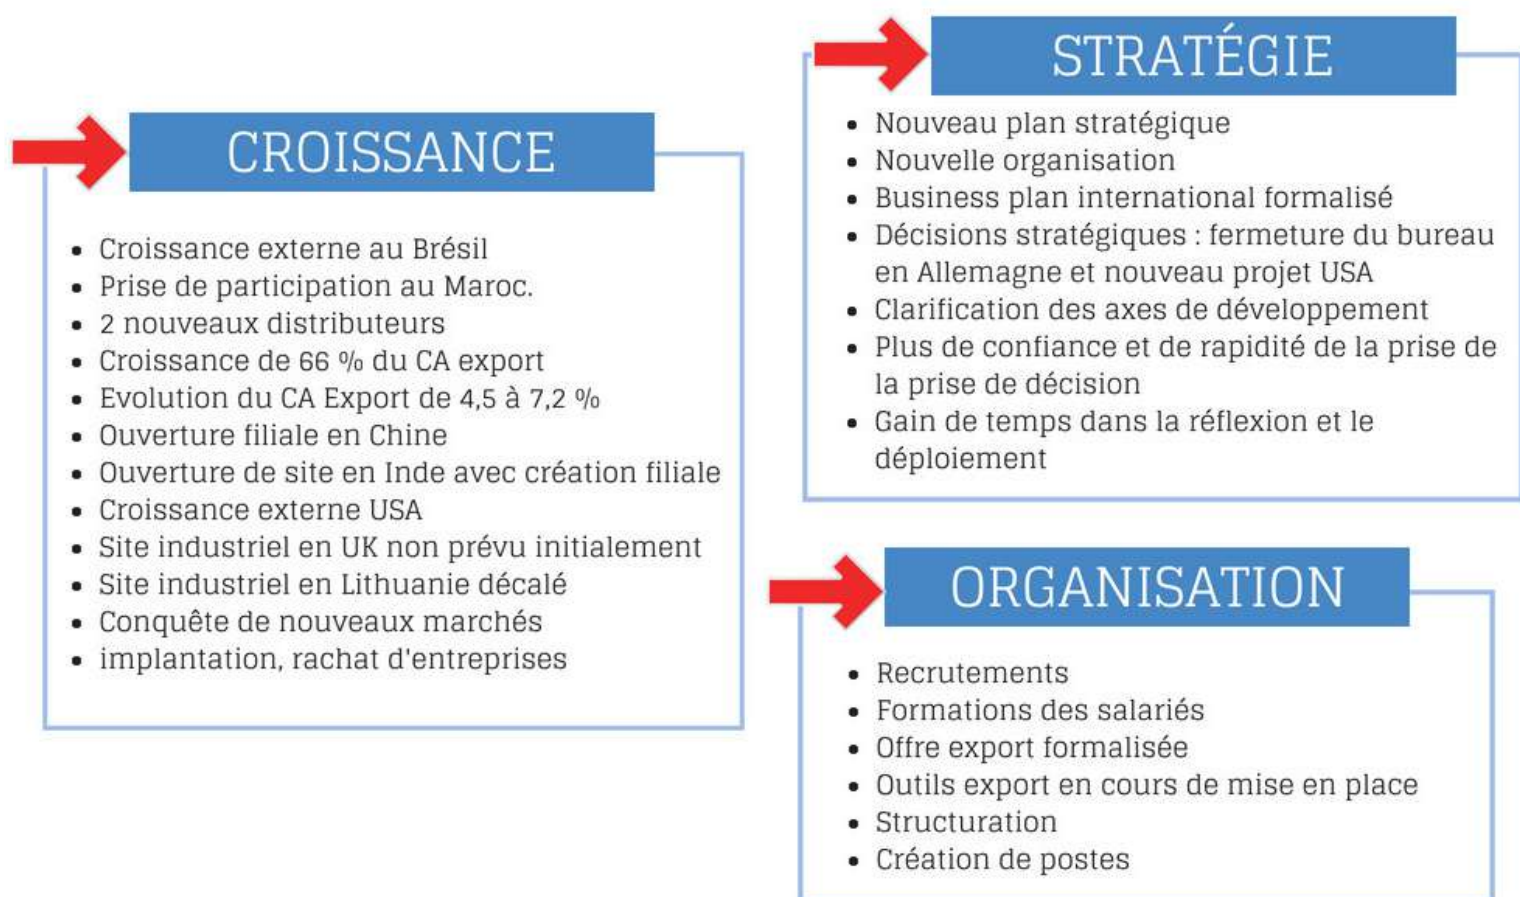 CROISSANCE
• Croissance externe au Brésil
• Prise de participation au Maroc.
• 2 nouveaux distributeurs
• Croissance de 66 % du CA export
• Evolution du CA Export de 4,5 à 7,2 %
• Ouverture filiale en Chine
• Ouverture de site en Inde avec création filiale
• Croissance externe USA
• Site industriel en UK non prévu initialement
• Site industriel en Lithuanie décalé
• Conquête de nouveaux marchés
• implantation, rachat d'entreprises
STRATÉGIE
• Nouveau plan stratégique
• Nouvelle organisation
• Business plan international formalisé
• Décisions stratégiques : fermeture du bureau
en Allemagne et nouveau projet USA
• Clarification des axes de développement
• Plus de confiance et de rapidité de la prise de
la prise de décision
• Gain de temps dans la réflexion et le
déploiement
ORGANISATION
• Recrutements
• Formations des salariés
• Offre export formalisée
• Outils export en cours de mise en place
• Structuration
• Création de postes